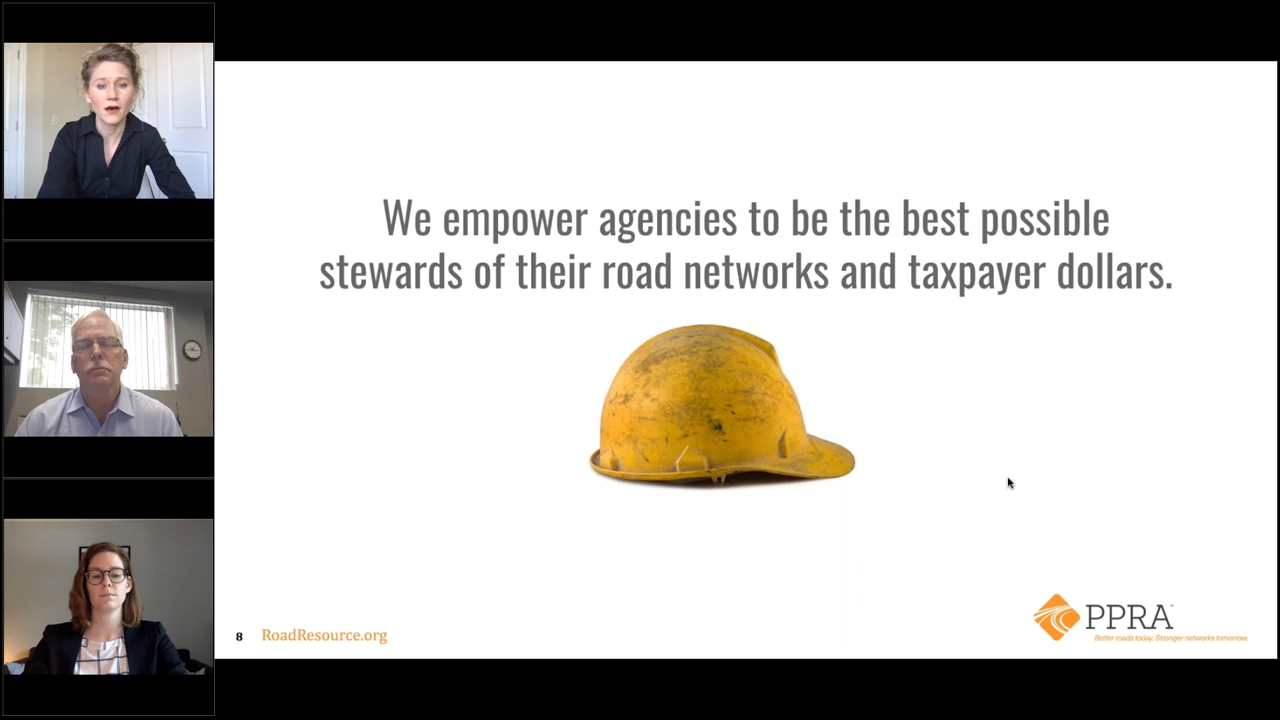 We empower agencies to be the best possible
stewards of their road networks and taxpayer dollars.
8 RoadResource.org
PPRA™
Better roads today. Stronger networks tomorrow.